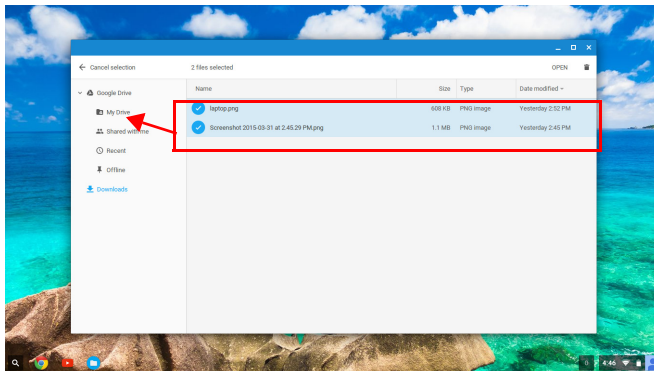 Cancel selection 2 files selected OPEN
Google Drive
My Drive
Shared with me
Recent
Offline
Downloads
Name Size Type Date modified
laptop.png 608 KB PNG image Yesterday 2:52 PM
Screenshot 2015-03-31 at 2.45.29 PM.png 1.1 MB PNG image Yesterday 2:45 PM
0 4:46